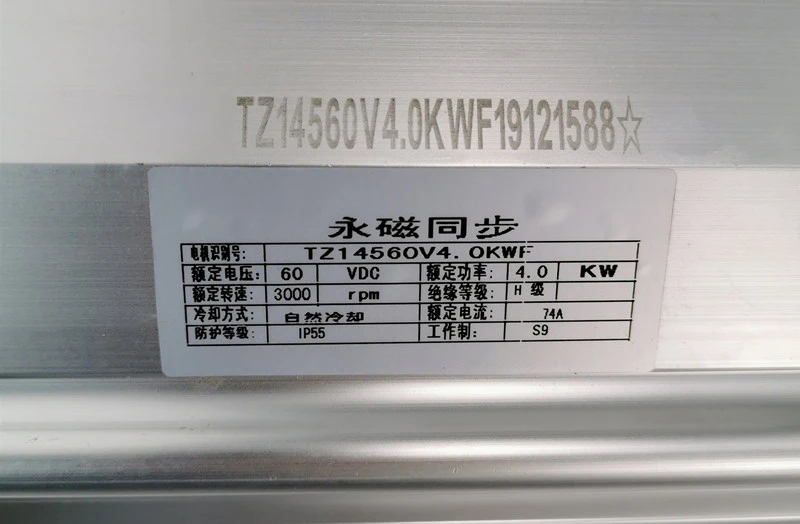 TZ14560V4.0KWF19121588☆
永磁同步
电机识别号: TZ14560V4.0KWF
额定电压: 60 VDC 额定功率: 4.0 KW
额定转速: 3000 rpm 绝缘等级: H 级
冷却方式: 自然冷却 额定电流: 74A
防护等级: IP55 工作制: S9